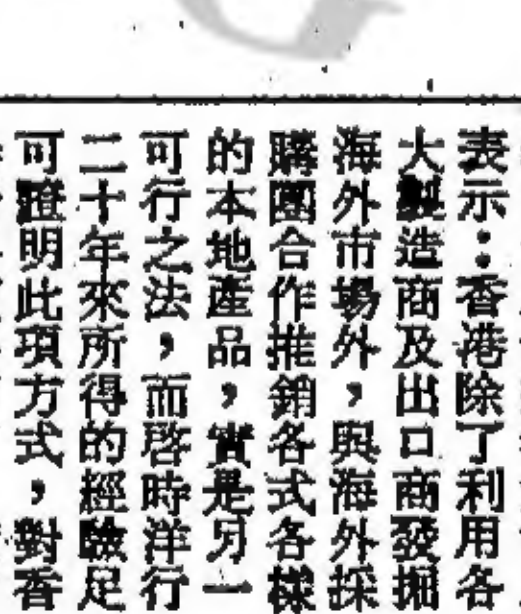 表示：香港除了利用各
大製造商及出口商發掘
海外市場外，與海外採
購團合作推銷各式各樣
的本地產品，實是另一
可行之法，而啓時洋行
二十年來所得的經驗足
可證明此項方式，對香